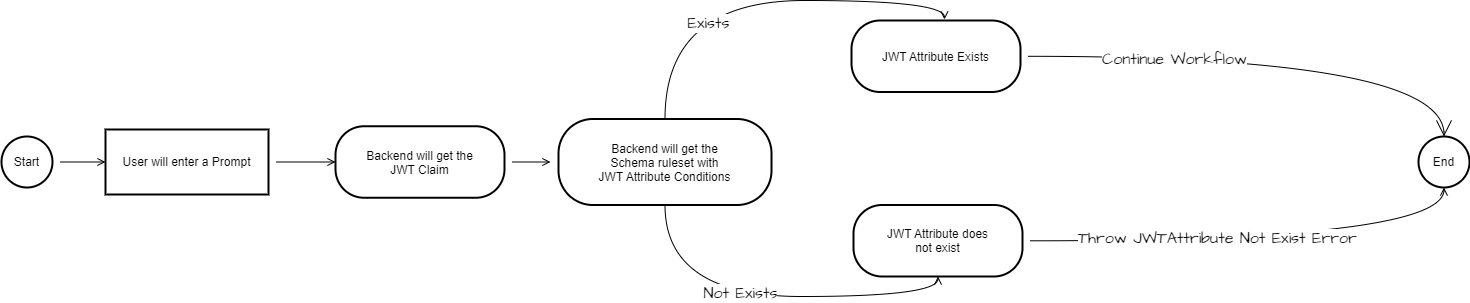 Start
User will enter a Prompt
Backend will get the
JWT Claim
Backend will get the
Schema ruleset with
JWT Attribute Conditions
Exists
JWT Attribute Exists
Continue Workflow
Not Exists
JWT Attribute does
not exist
Throw JWTAttribute Not Exist Error
End